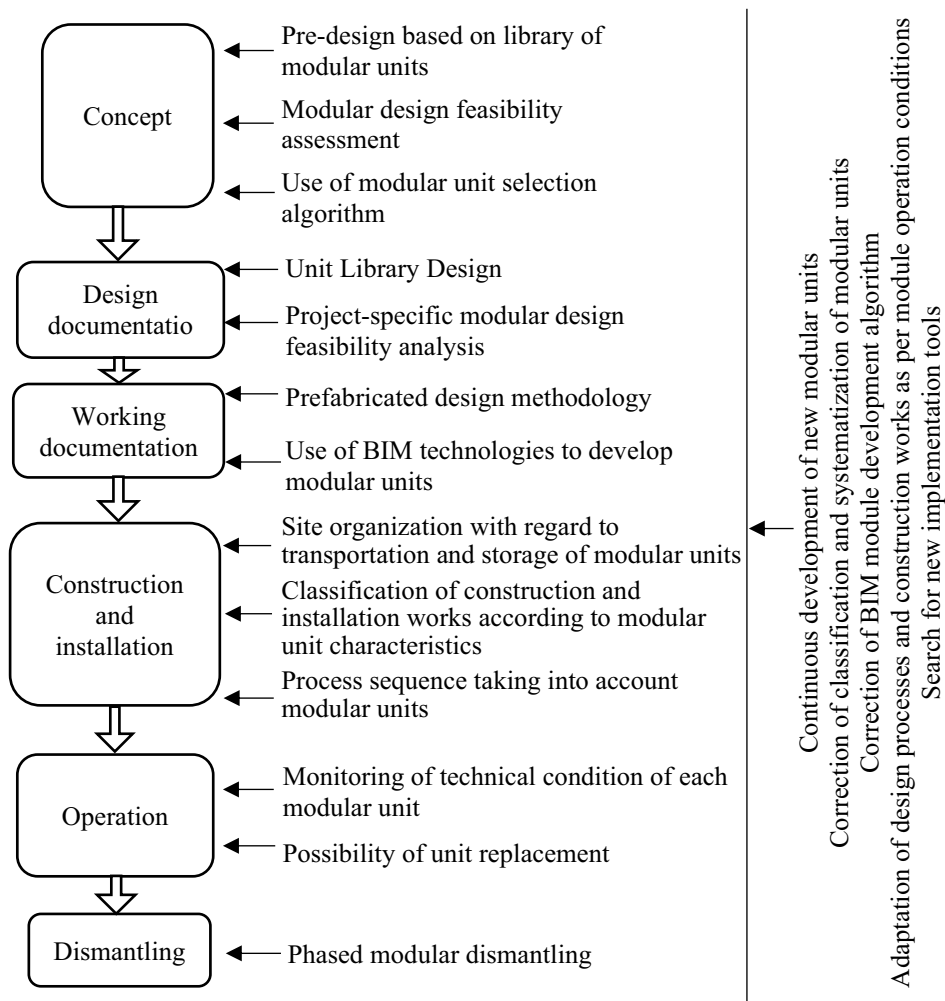 Concept
Pre-design based on library of
modular units
Modular design feasibility
assessment
Use of modular unit selection
algorithm
Design
documentatio
Unit Library Design
Project-specific modular design
feasibility analysis
Working
documentation
Prefabricated design methodology
Use of BIM technologies to develop
modular units
Construction
and
installation
Site organization with regard to
transportation and storage of modular units
Classification of construction and
installation works according to modular
unit characteristics
Process sequence taking into account
modular units
Operation
Monitoring of technical condition of each
modular unit
Possibility of unit replacement
Dismantling
Phased modular dismantling
Continuous development of new modular units
Correction of classification and systematization of modular units
Correction of BIM module development algorithm
Adaptation of design processes and construction works as per module operation conditions
Search for new implementation tools